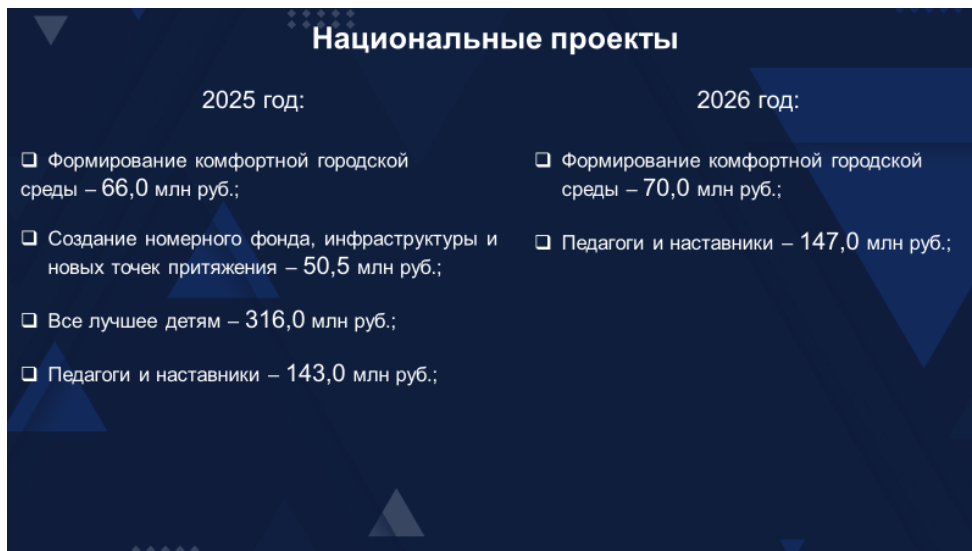 Национальные проекты
2025 год:
❑ Формирование комфортной городской
среды – 66,0 млн руб.;
❑ Создание номерного фонда, инфраструктуры и
новых точек притяжения – 50,5 млн руб.;
❑ Все лучшее детям – 316,0 млн руб.;
❑ Педагоги и наставники – 143,0 млн руб.;
2026 год:
❑ Формирование комфортной городской
среды – 70,0 млн руб.;
❑ Педагоги и наставники – 147,0 млн руб.;